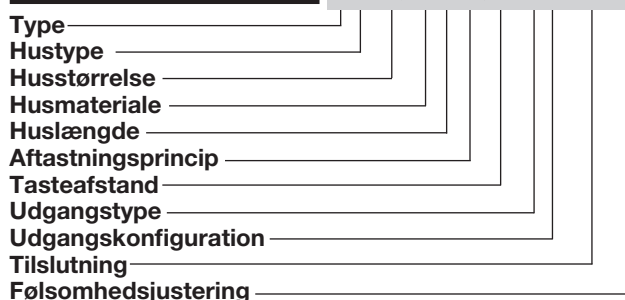 Type
Hustype
Husstørrelse
Husmateriale
Huslængde
Aftastningsprincip
Tasteafstand
Udgangstype
Udgangskonfiguration
Tilslutning
Følsomhedsjustering